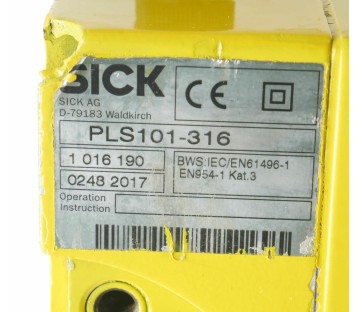 SICK
SICK AG
D-79183 Waldkirch
CE
PLS101-316
1 016 190
BWS:IEC/EN61496-1
EN954-1 Kat.3
0248 2017
Operation
Instruction